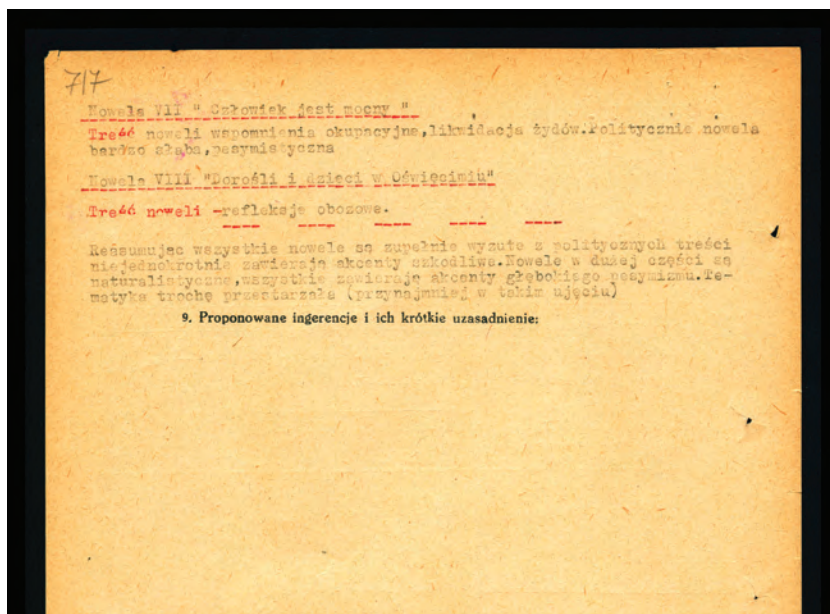 717
Nowela VII " Człowiek jest mocny "
Treść noweli wspomnienia okupacyjne,likwidacja żydów.Politycznie nowela
bardzo słaba,pesymistyczna
Nowela VIII "Dorośli i dzieci w Oświęcimiu"
Treść noweli -refleksje obozowe.
Reasumując wszystkie nowele są zupełnie wyzute z politycznych treści
niejednokrotnie zawierają akcenty szkodliwe.Nowele w dużej części są
naturalistyczne,wszystkie zawierają akcenty głębokiego pesymizmu.Te-
matyka trochę przestarzała (przynajmniej w takim ujęciu)
9. Proponowane ingerencje i ich krótkie uzasadnienie: